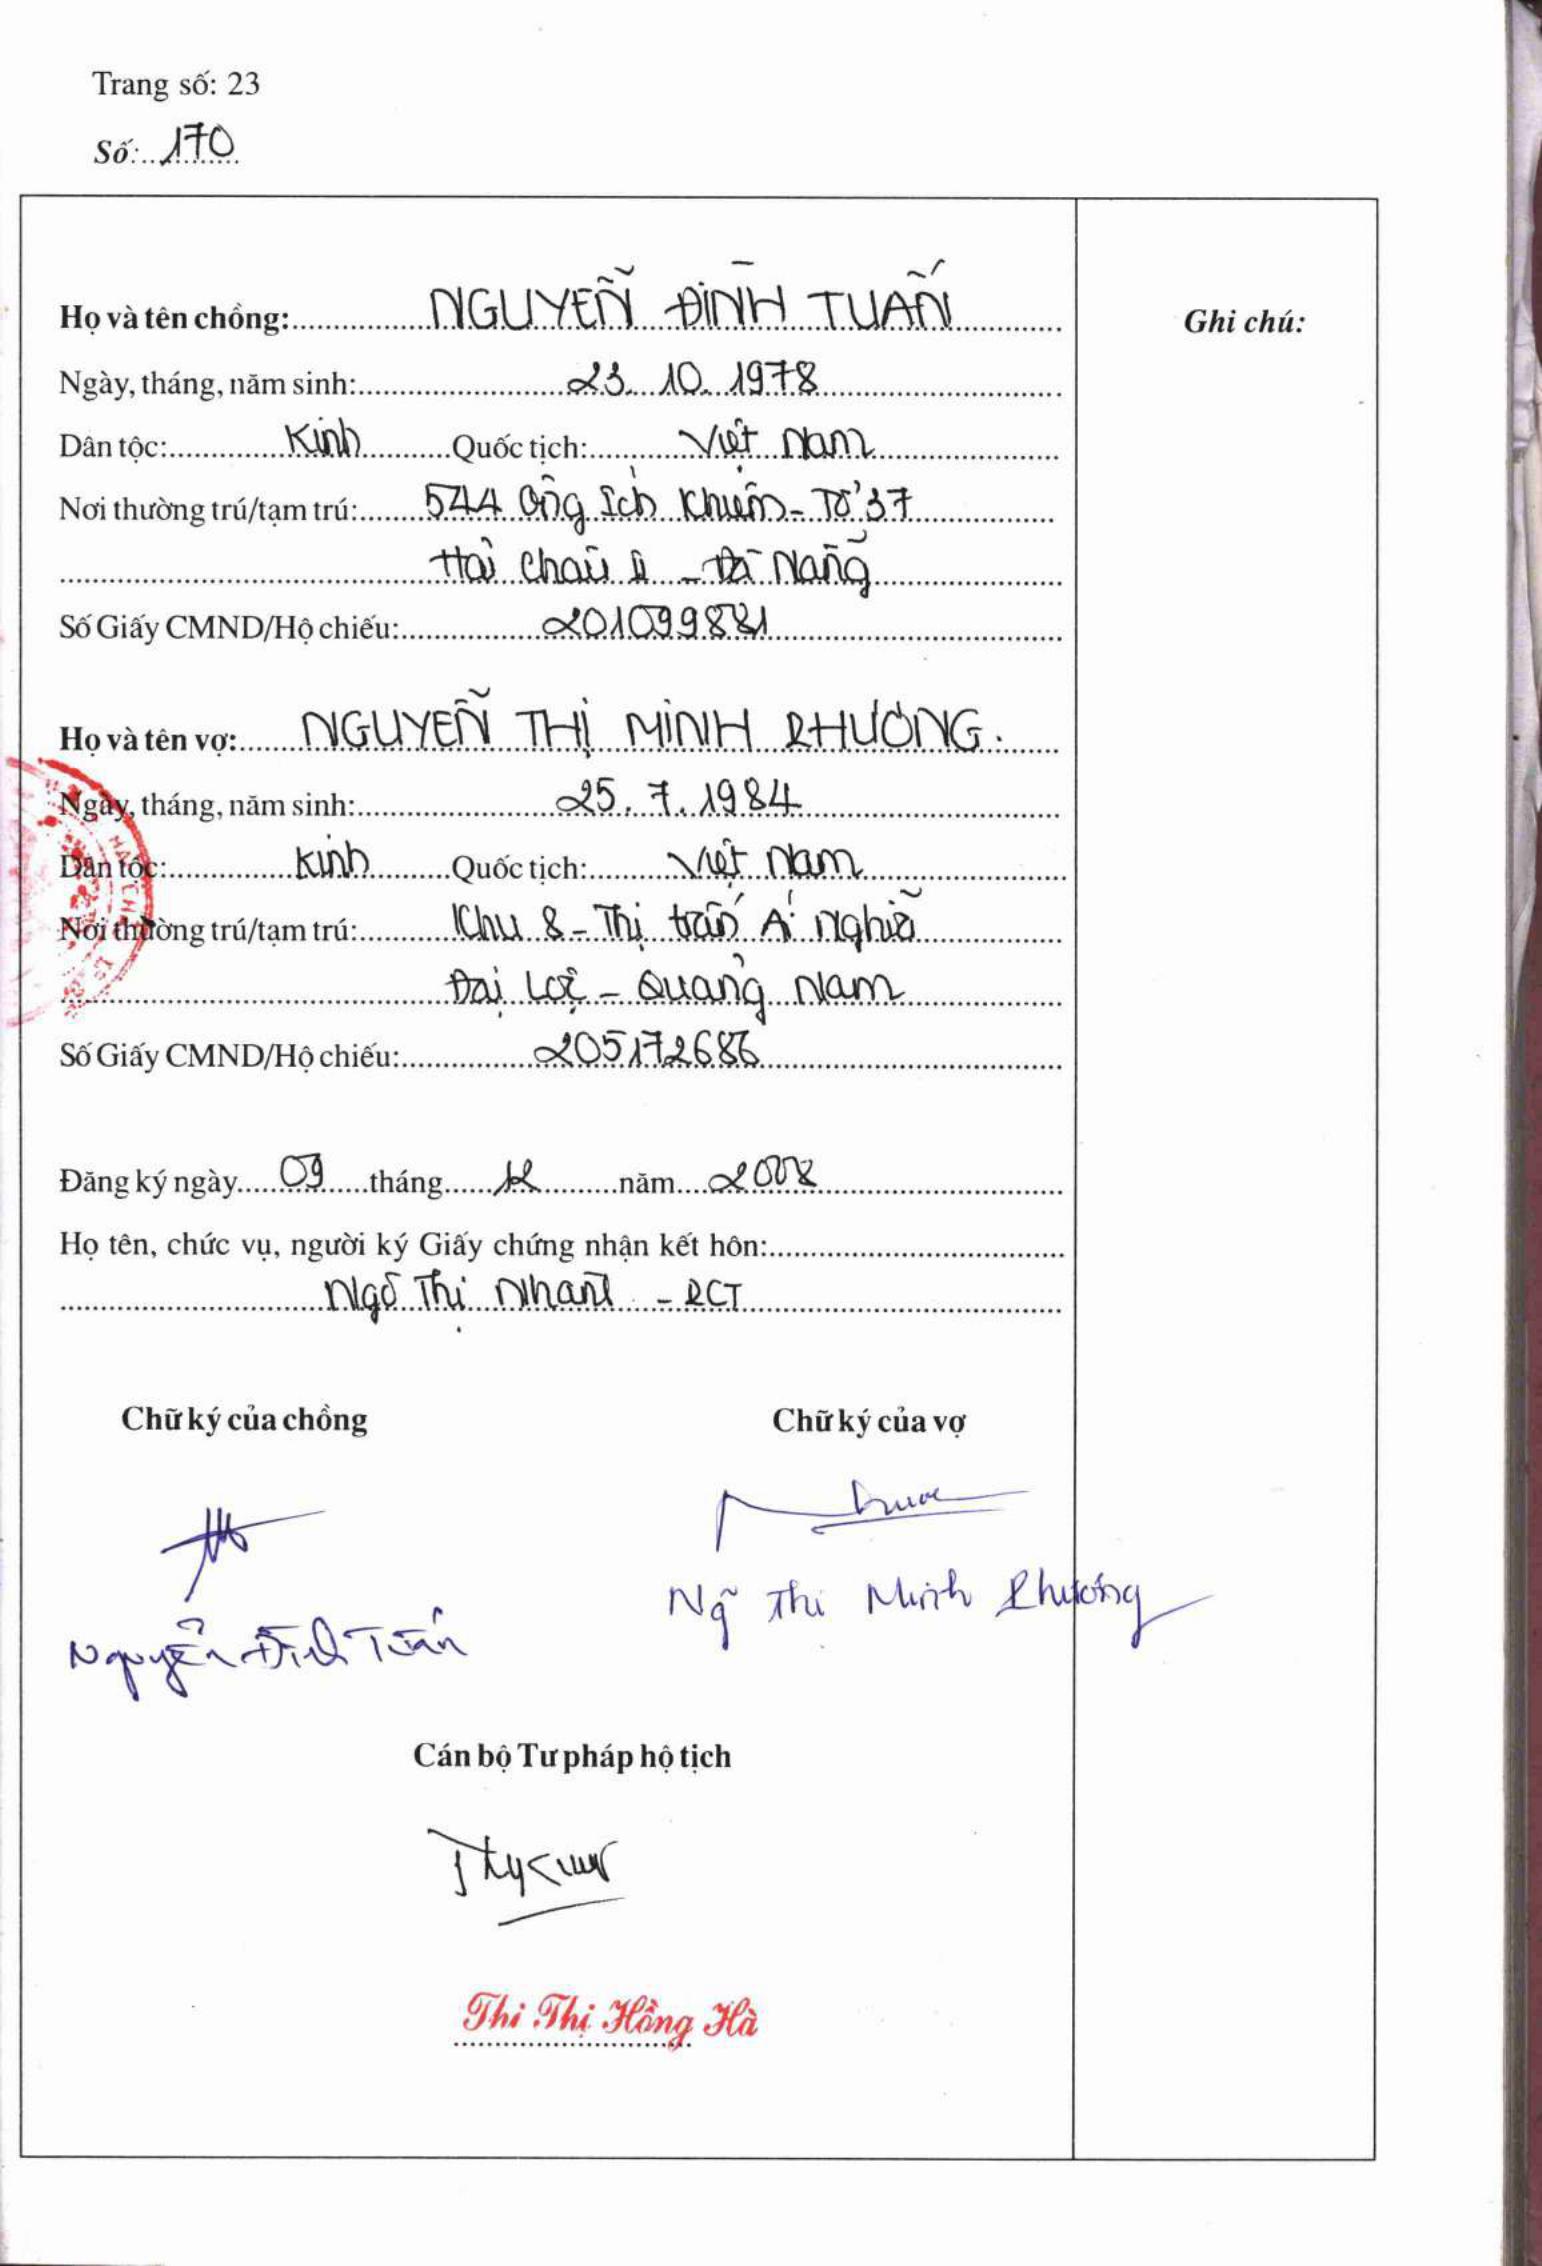 Trang số: 23
Số: 170
Họ và tên chồng: NGUYỄN ĐÌNH TUẤN
Ghi chú:
Ngày, tháng, năm sinh: 23.10.1978
Dân tộc: Kinh Quốc tịch: Việt Nam
Nơi thường trú/tạm trú: 544 Ông Ích Khiêm - Tổ 37
Hải Châu II - Đà Nẵng
Số Giấy CMND/Hộ chiếu: 201099881
Họ và tên vợ: NGUYỄN THỊ MINH PHƯƠNG.
Ngày, tháng, năm sinh: 25.7.1984
Dân tộc: Kinh Quốc tịch: Việt Nam
Nơi thường trú/tạm trú: Khu 8 - Thị trấn Ái Nghĩa
Đại Lộc - Quảng Nam
Số Giấy CMND/Hộ chiếu: 205172686
Đăng ký ngày 09 tháng 12 năm 2008
Họ tên, chức vụ, người ký Giấy chứng nhận kết hôn:
Ngô Thị Nhạn - PCT
Chữ ký của chồng Chữ ký của vợ
Nguyễn Đình Tuấn
Ng~ Thị Minh Phương
Cán bộ Tư pháp hộ tịch
Thi Thị Hồng Hà